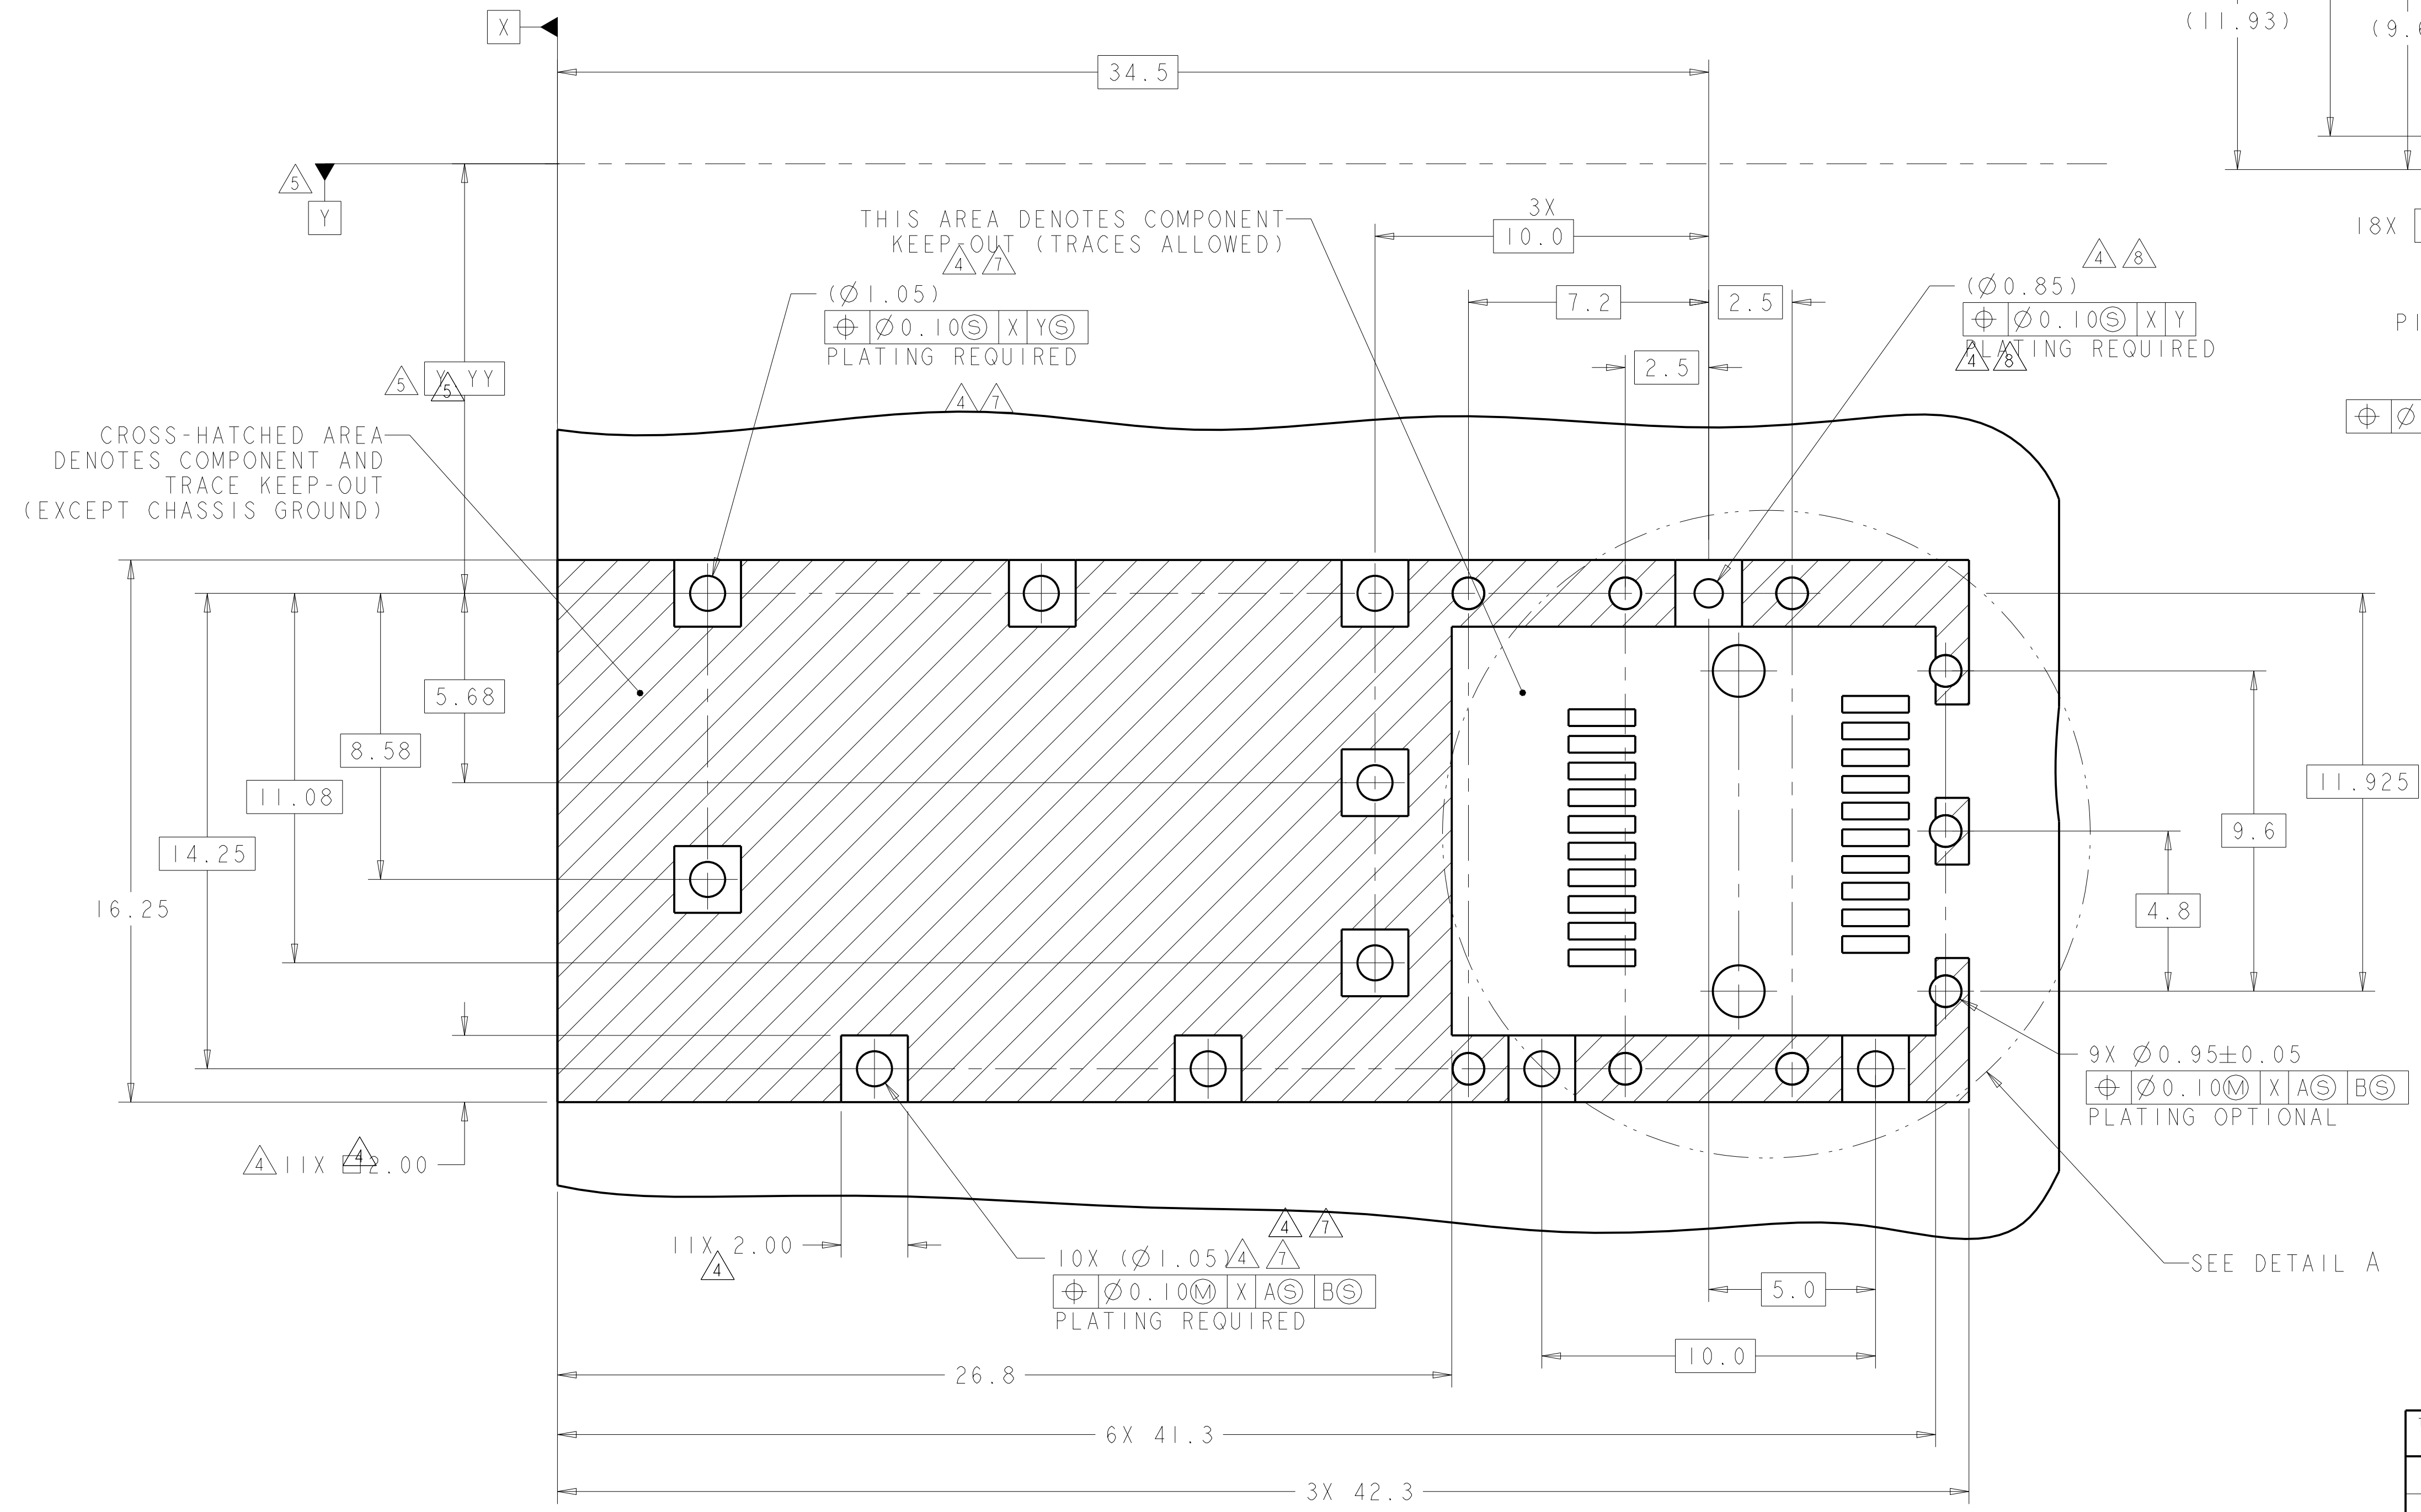 X
(11.93)
(9.6
34.5
5
Y
THIS AREA DENOTES COMPONENT
KEEP-OUT (TRACES ALLOWED)
4 7
3X
10.0
18X
4 8
(Ø1.05)
⌖ Ø0.10Ⓢ X YⓈ
PLATING REQUIRED
4 7
7.2
2.5
2.5
(Ø0.85)
⌖ Ø0.10Ⓢ X Y
PLATING REQUIRED
4 8
PI
⌖ Ø
5 Y.YY
5
CROSS-HATCHED AREA
DENOTES COMPONENT AND
TRACE KEEP-OUT
(EXCEPT CHASSIS GROUND)
5.68
8.58
11.08
14.25
16.25
11.925
9.6
4.8
9X Ø0.95±0.05
⌖ Ø0.10Ⓜ X AⓈ BⓈ
PLATING OPTIONAL
4 11X □2.00
4
11X 2.00
4
4 7
10X (Ø1.05) 4 7
⌖ Ø0.10Ⓜ X AⓈ BⓈ
PLATING REQUIRED
SEE DETAIL A
5.0
10.0
26.8
6X 41.3
3X 42.3